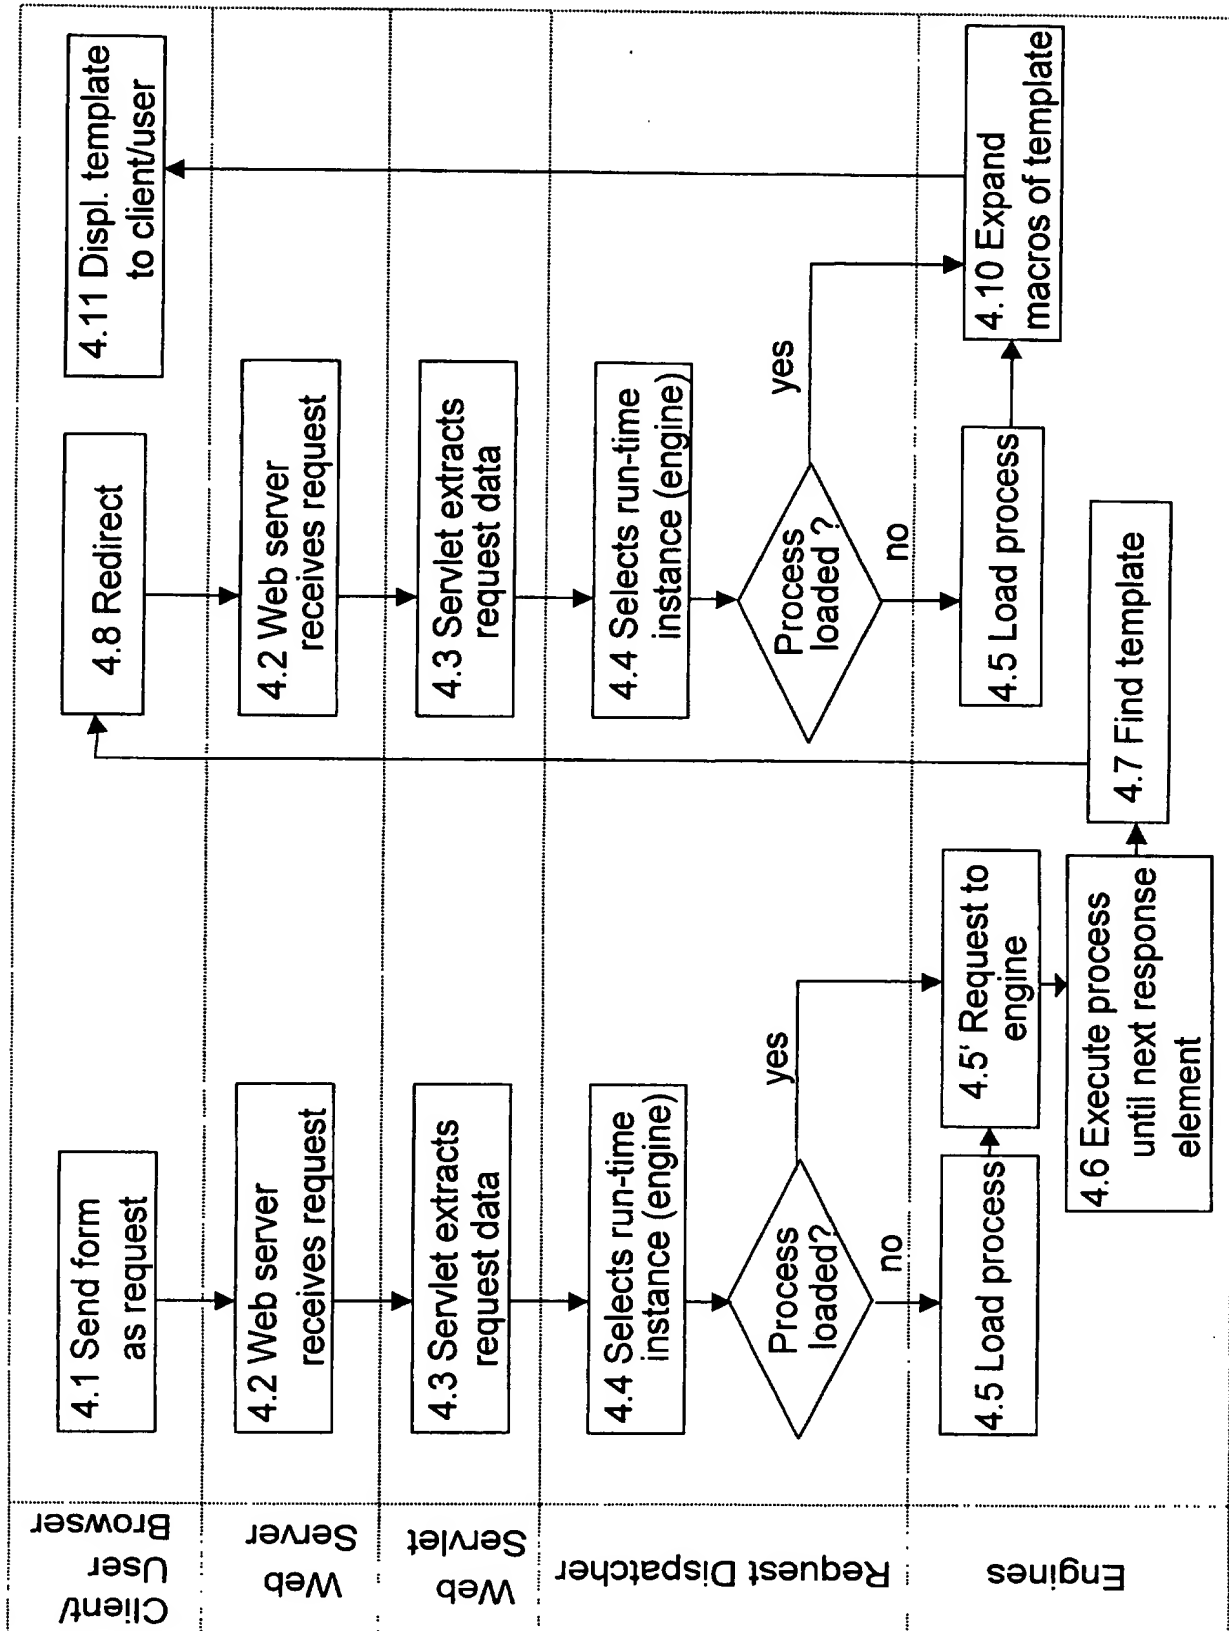 Client/
User
Browser
4.1 Send form
as request
4.8 Redirect
4.11 Displ. template
to client/user
Web
Server
4.2 Web server
receives request
4.2 Web server
receives request
Web
Servlet
4.3 Servlet extracts
request data
4.3 Servlet extracts
request data
Request Dispatcher
4.4 Selects run-time
instance (engine)
Process
loaded?
yes
no
4.4 Selects run-time
instance (engine)
Process
loaded ?
yes
no
Engines
4.5 Load process
4.5' Request to
engine
4.6 Execute process
until next response
element
4.7 Find template
4.5 Load process
4.10 Expand
macros of template